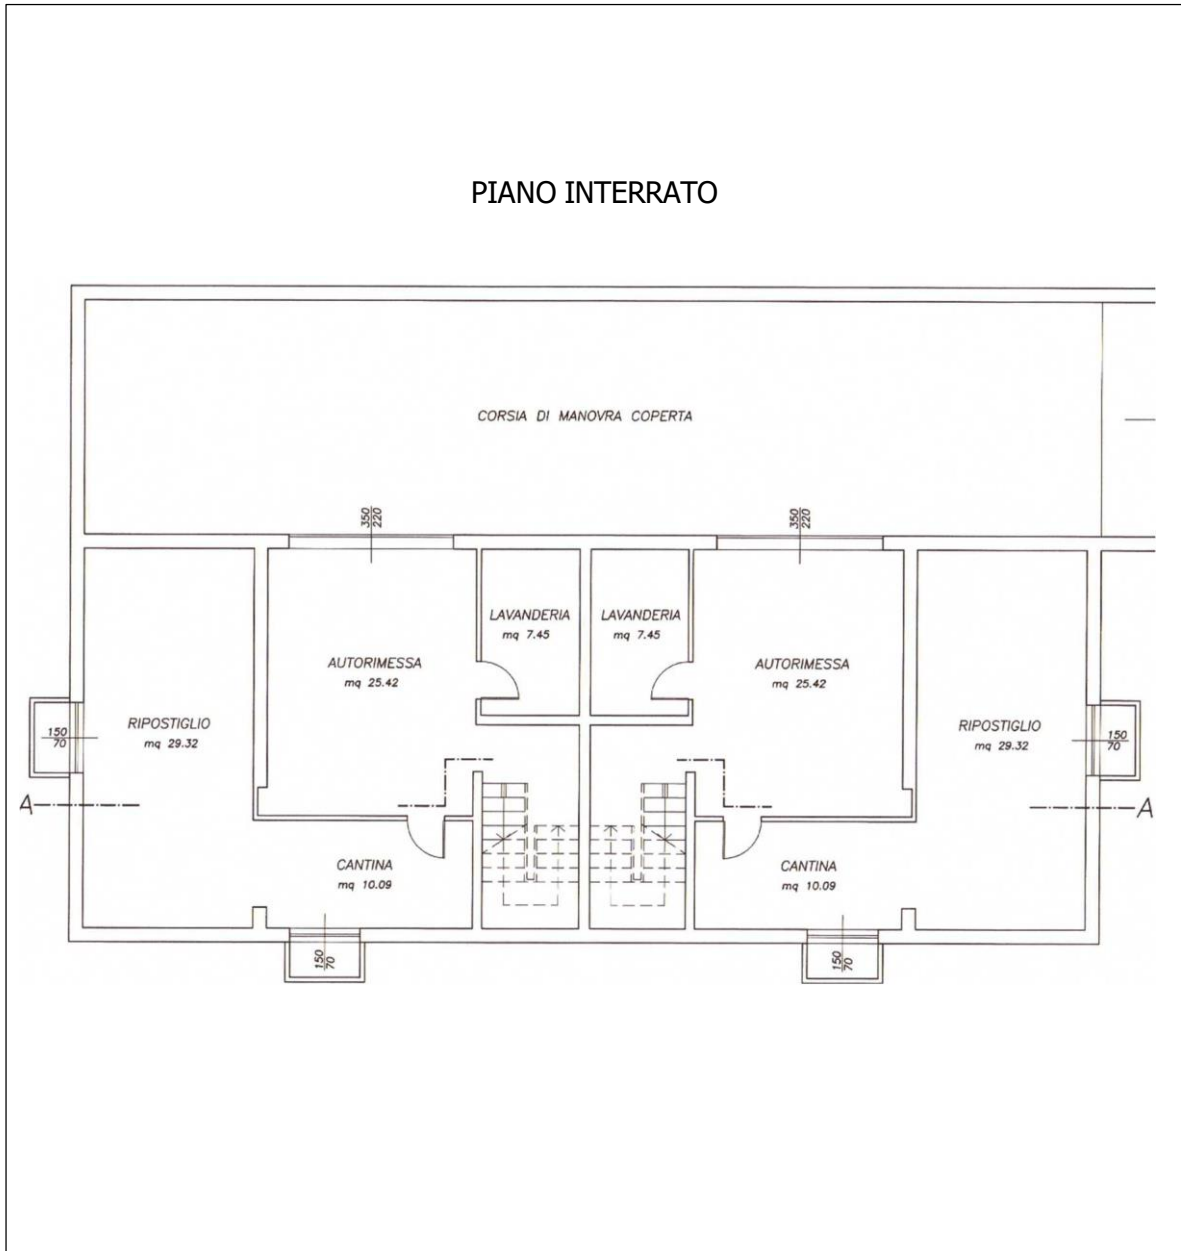 PIANO INTERRATO
CORSIA DI MANOVRA COPERTA
350
220
350
220
LAVANDERIA
mq 7.45
LAVANDERIA
mq 7.45
AUTORIMESSA
mq 25.42
AUTORIMESSA
mq 25.42
RIPOSTIGLIO
mq 29.32
RIPOSTIGLIO
mq 29.32
150
70
150
70
A
A
CANTINA
mq 10.09
CANTINA
mq 10.09
150
70
150
70